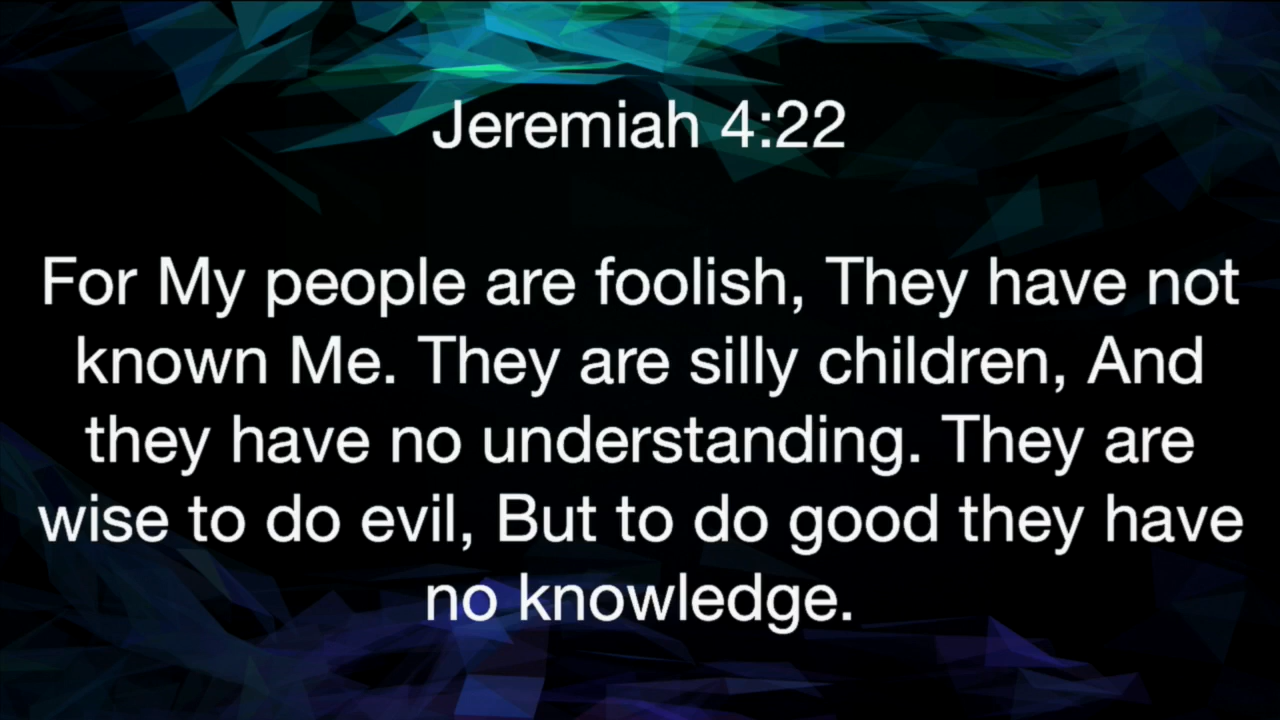 Jeremiah 4:22
For My people are foolish, They have not
known Me. They are silly children, And
they have no understanding. They are
wise to do evil, But to do good they have
no knowledge.